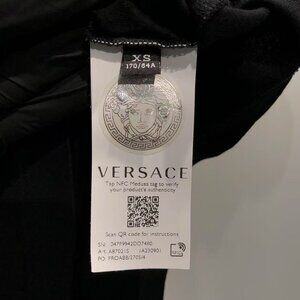 XS
170/84A
VERSACE
Tap NFC Medusa tag to verify
your product's authenticity
Scan QR code for instructions